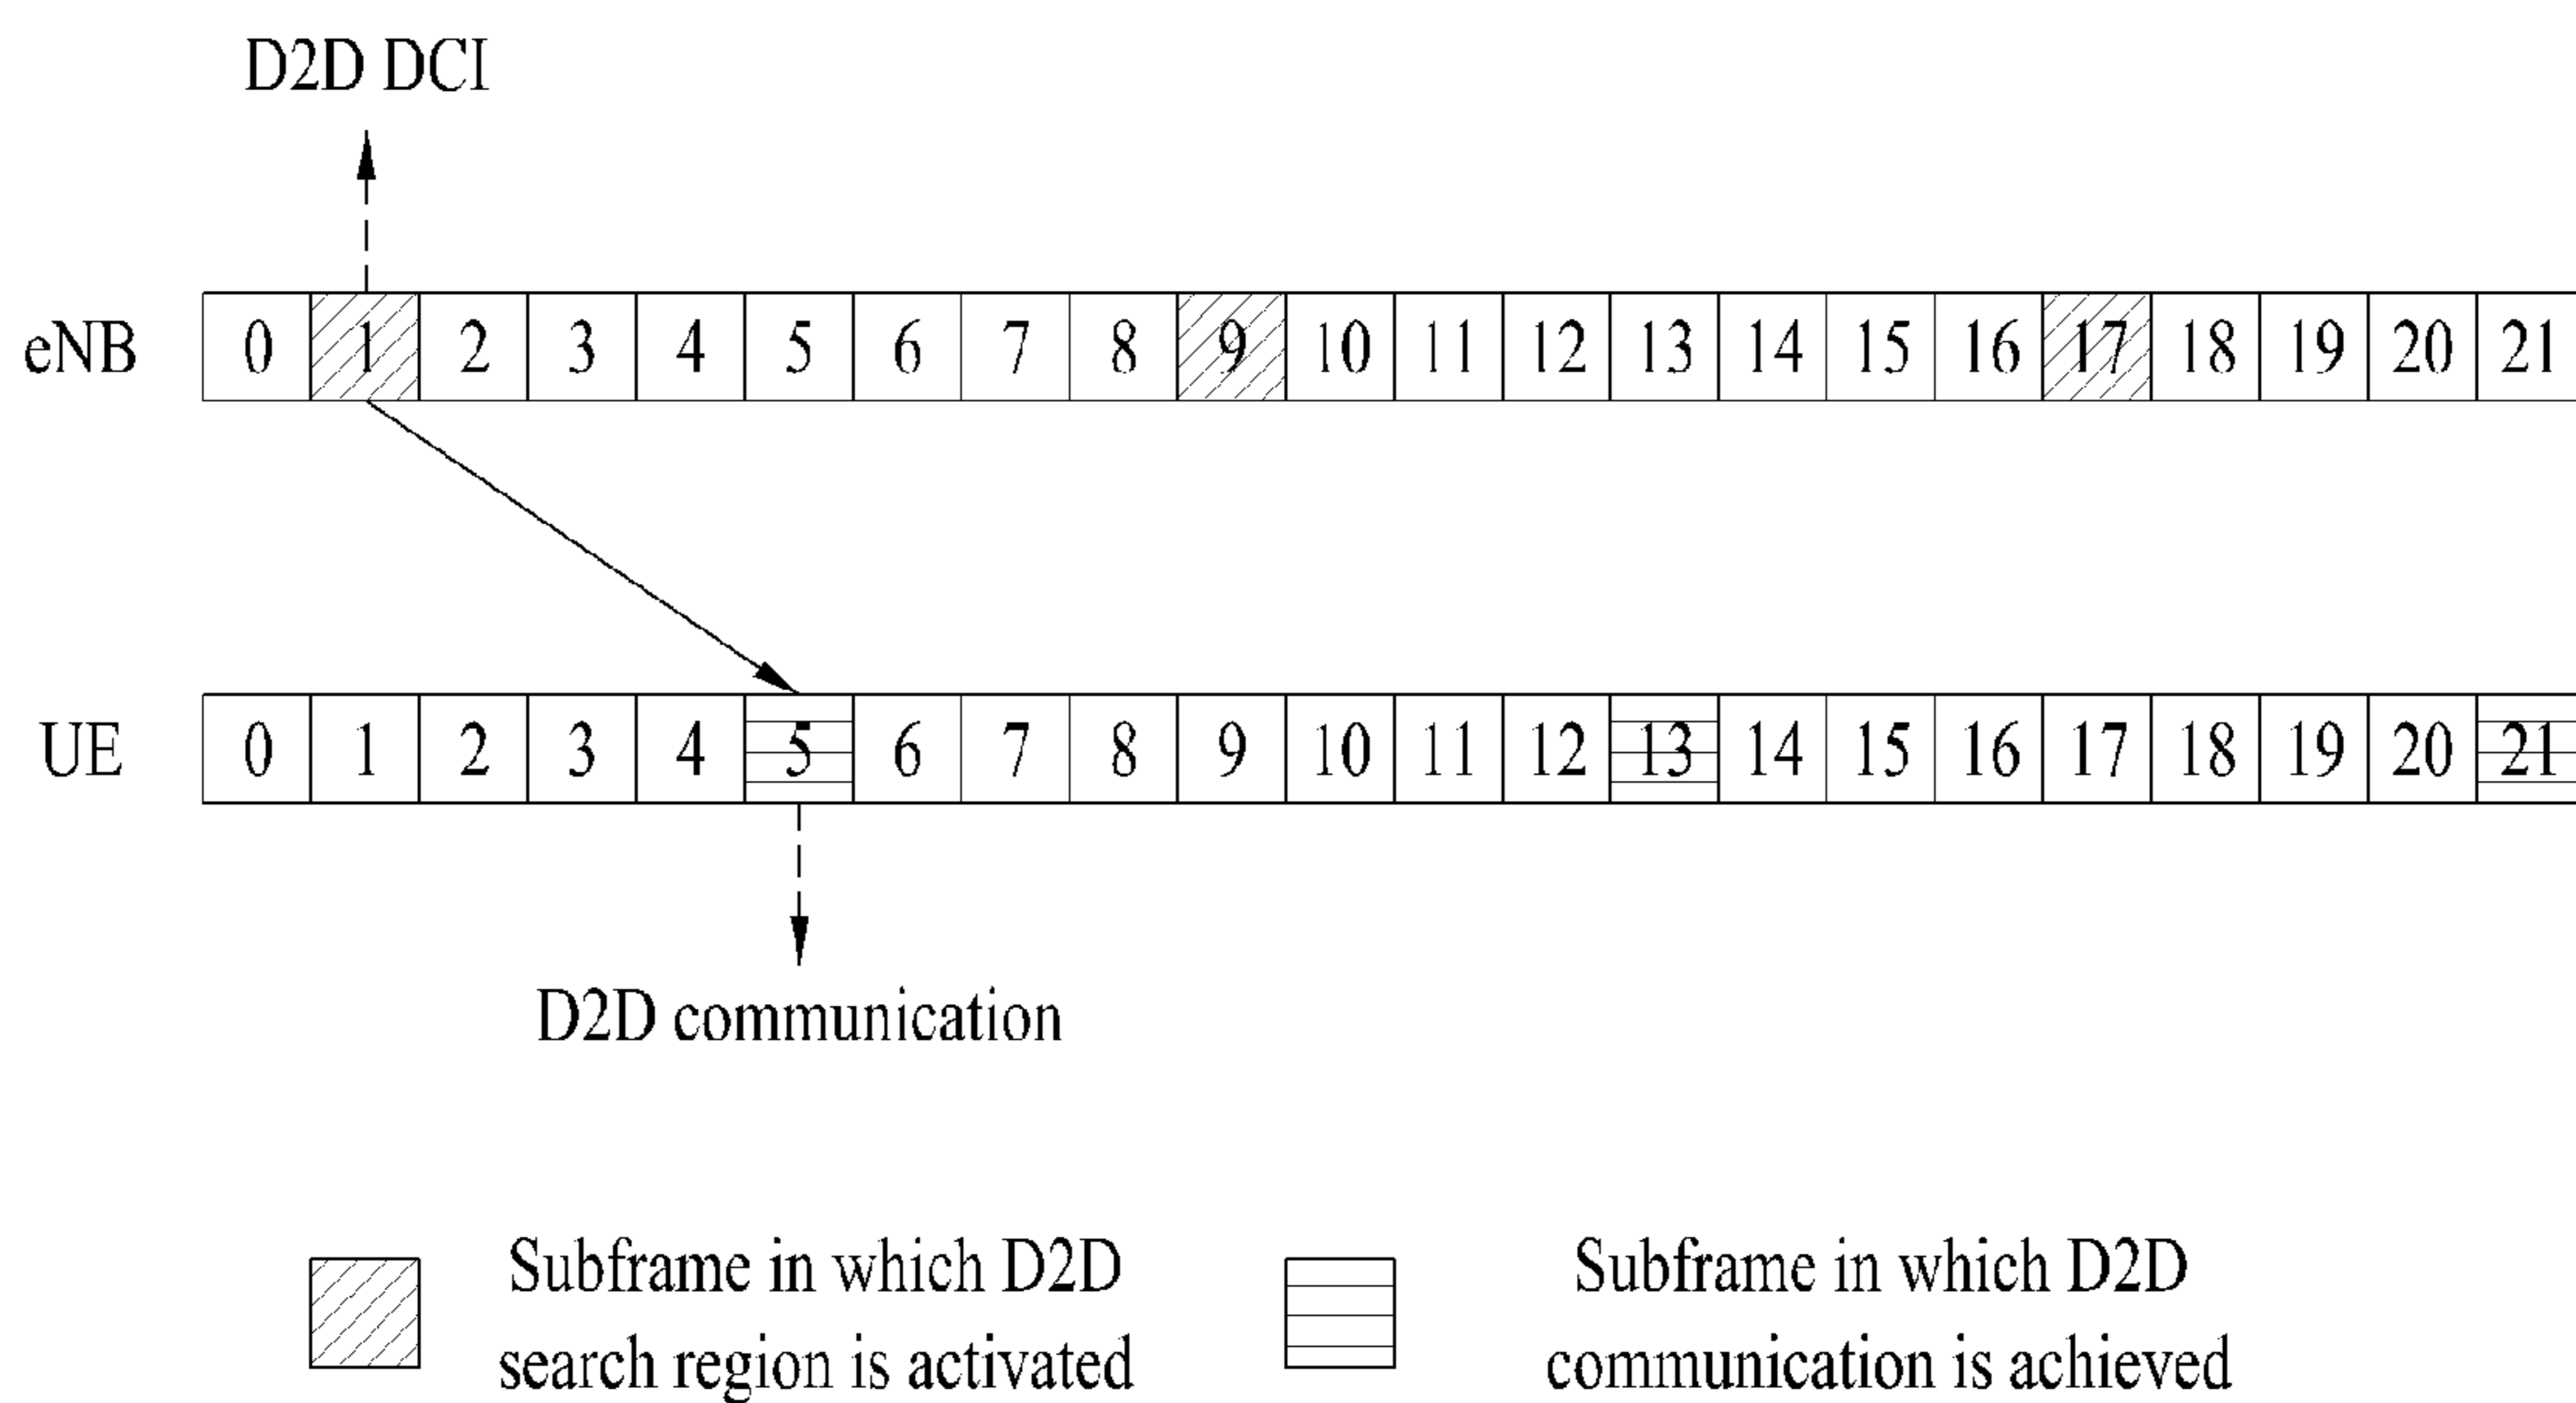 D2D DCI
eNB 0 1 2 3 4 5 6 7 8 9 10 11 12 13 14 15 16 17 18 19 20 21
UE 0 1 2 3 4 5 6 7 8 9 10 11 12 13 14 15 16 17 18 19 20 21
D2D communication
Subframe in which D2D
search region is activated
Subframe in which D2D
communication is achieved